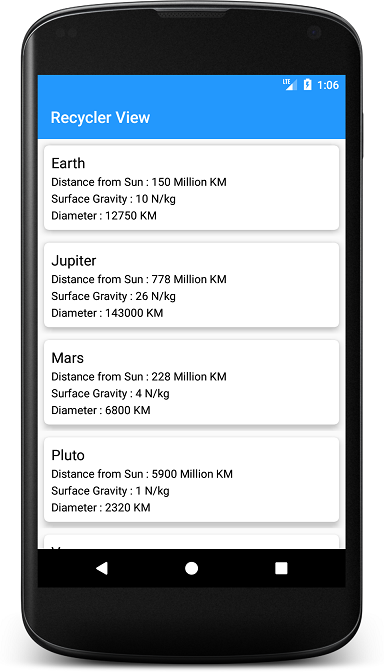 LTE 1:06
Recycler View
Earth
Distance from Sun : 150 Million KM
Surface Gravity : 10 N/kg
Diameter : 12750 KM
Jupiter
Distance from Sun : 778 Million KM
Surface Gravity : 26 N/kg
Diameter : 143000 KM
Mars
Distance from Sun : 228 Million KM
Surface Gravity : 4 N/kg
Diameter : 6800 KM
Pluto
Distance from Sun : 5900 Million KM
Surface Gravity : 1 N/kg
Diameter : 2320 KM